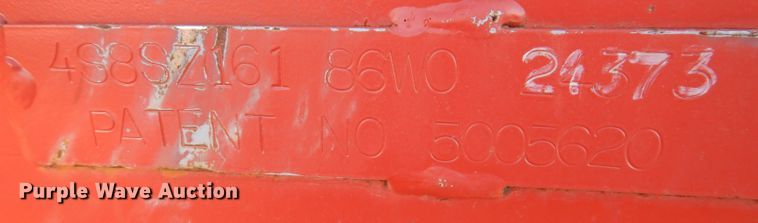 4S8SZ161 86W0 24373
PATENT NO 5005620
Purple Wave Auction